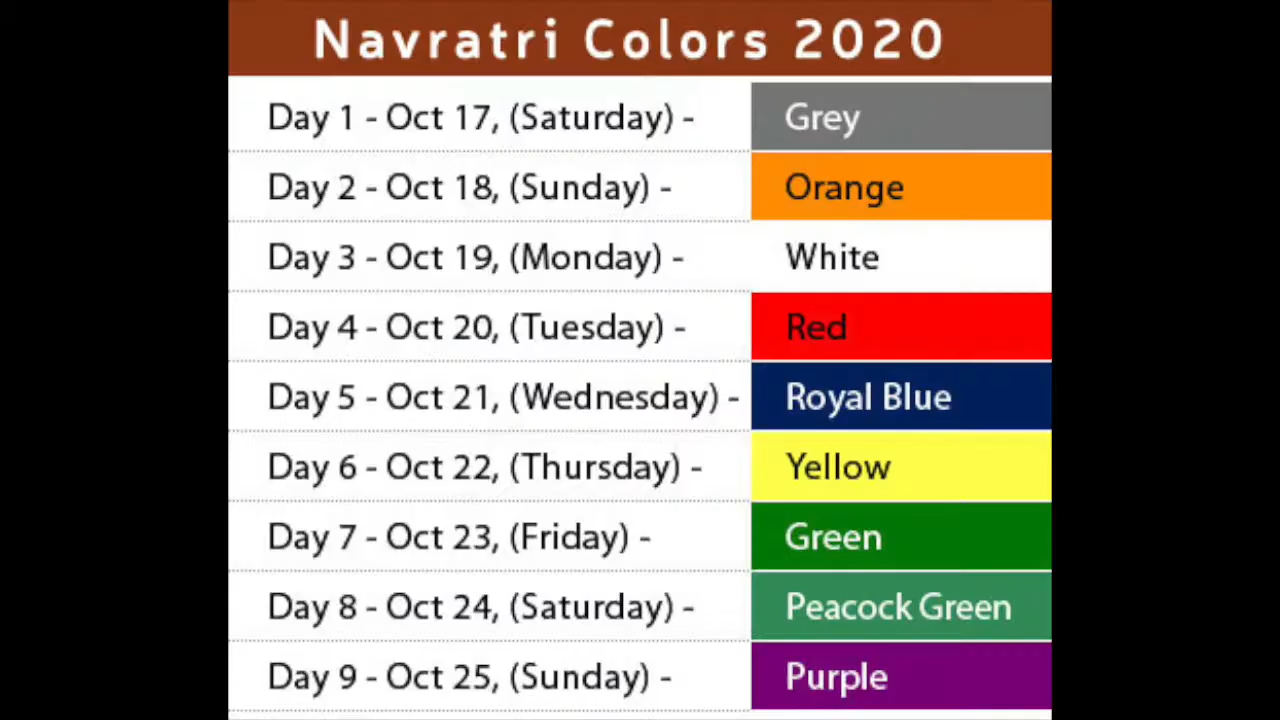 Navratri Colors 2020
Day 1 - Oct 17, (Saturday) - Grey
Day 2 - Oct 18, (Sunday) - Orange
Day 3 - Oct 19, (Monday) - White
Day 4 - Oct 20, (Tuesday) - Red
Day 5 - Oct 21, (Wednesday) - Royal Blue
Day 6 - Oct 22, (Thursday) - Yellow
Day 7 - Oct 23, (Friday) - Green
Day 8 - Oct 24, (Saturday) - Peacock Green
Day 9 - Oct 25, (Sunday) - Purple